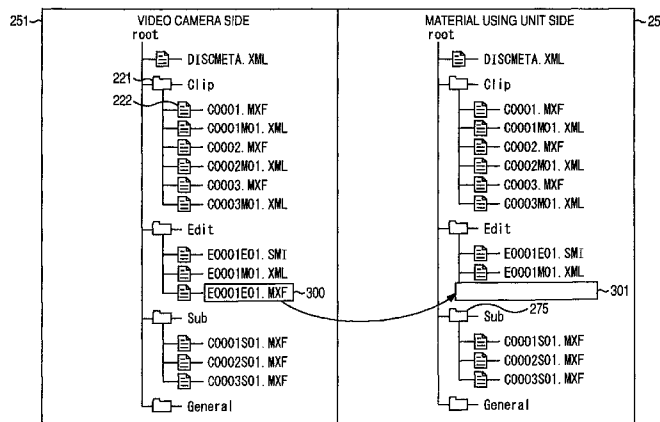 251
VIDEO CAMERA SIDE
root
DISCMETA.XML
221
Clip
222
C0001.MXF
C0001M01.XML
C0002.MXF
C0002M01.XML
C0003.MXF
C0003M01.XML
Edit
E0001E01.SMI
E0001M01.XML
E0001E01.MXF
300
Sub
C0001S01.MXF
C0002S01.MXF
C0003S01.MXF
General
MATERIAL USING UNIT SIDE
25
root
DISCMETA.XML
Clip
C0001.MXF
C0001M01.XML
C0002.MXF
C0002M01.XML
C0003.MXF
C0003M01.XML
Edit
E0001E01.SMI
E0001M01.XML
301
275
Sub
C0001S01.MXF
C0002S01.MXF
C0003S01.MXF
General